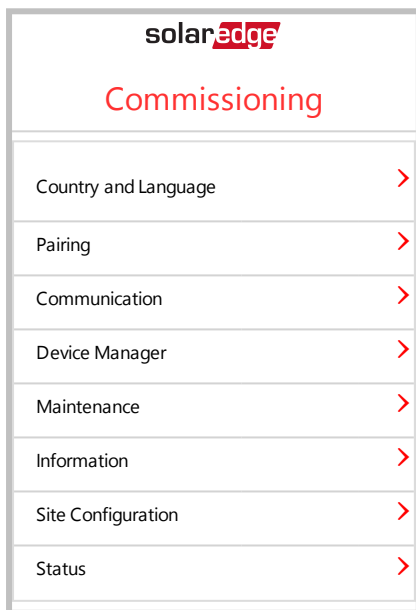 solaredge
Commissioning
Country and Language
Pairing
Communication
Device Manager
Maintenance
Information
Site Configuration
Status